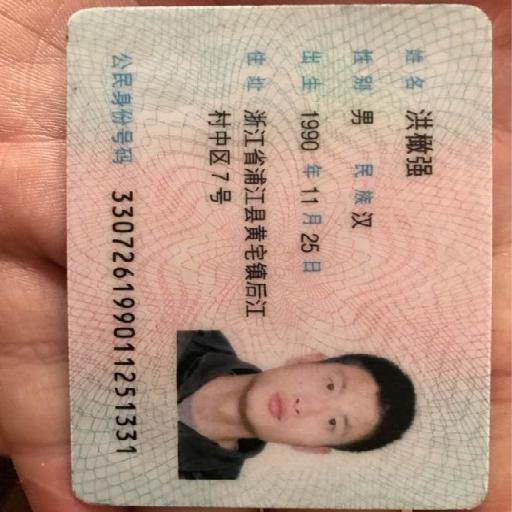 姓名 洪橄强
性别 男 民族 汉
出生 1990 年 11 月 25 日
住址 浙江省浦江县黄宅镇后江
村中区7号
公民身份号码 330726199011251331